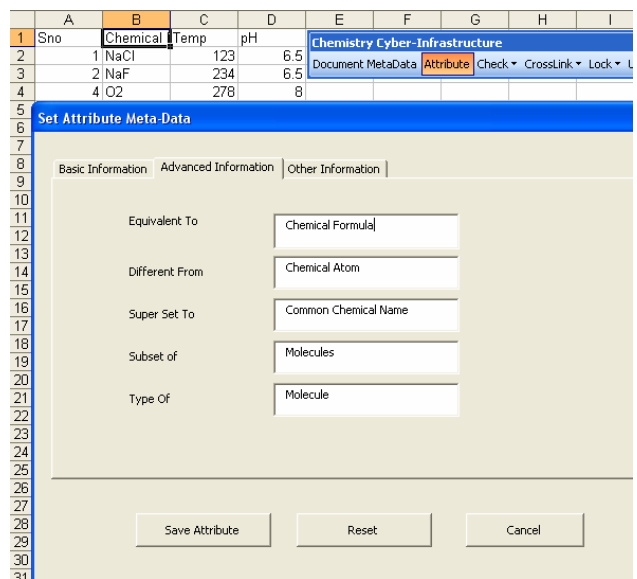 A B C D E F G H I
1 Sno Chemical Temp pH
Chemistry Cyber-Infrastructure
2 1 NaCl 123 6.5
Document MetaData Attribute Check CrossLink Lock U
3 2 NaF 234 6.5
4 4 O2 278 8
5
Set Attribute Meta-Data
6
7
8
Basic Information Advanced Information Other Information
9
10
11
Equivalent To Chemical Formula
12
13
14
Different From Chemical Atom
15
16
Super Set To Common Chemical Name
17
18
Subset of Molecules
19
20
21
Type Of Molecule
22
23
24
25
26
27
28
Save Attribute Reset Cancel
29
30
31